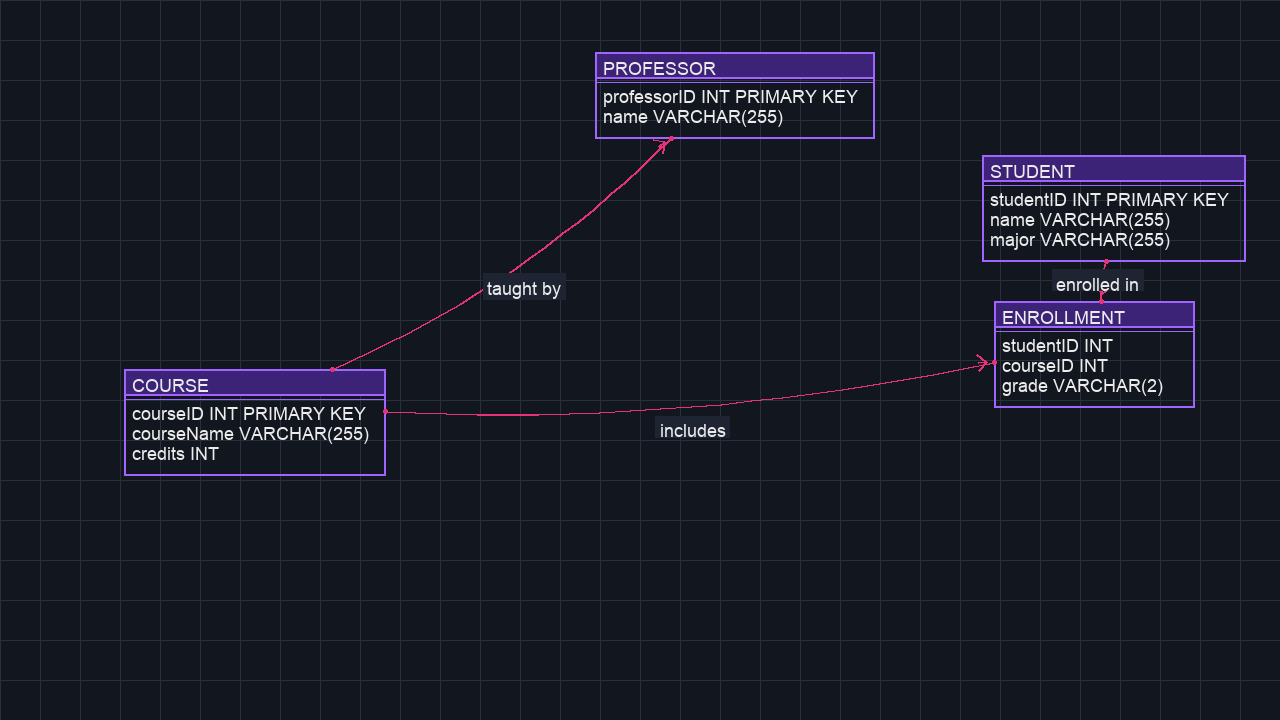 PROFESSOR
professorID INT PRIMARY KEY
name VARCHAR(255)
STUDENT
studentID INT PRIMARY KEY
name VARCHAR(255)
major VARCHAR(255)
taught by
enrolled in
ENROLLMENT
studentID INT
courseID INT
grade VARCHAR(2)
COURSE
courseID INT PRIMARY KEY
courseName VARCHAR(255)
credits INT
includes